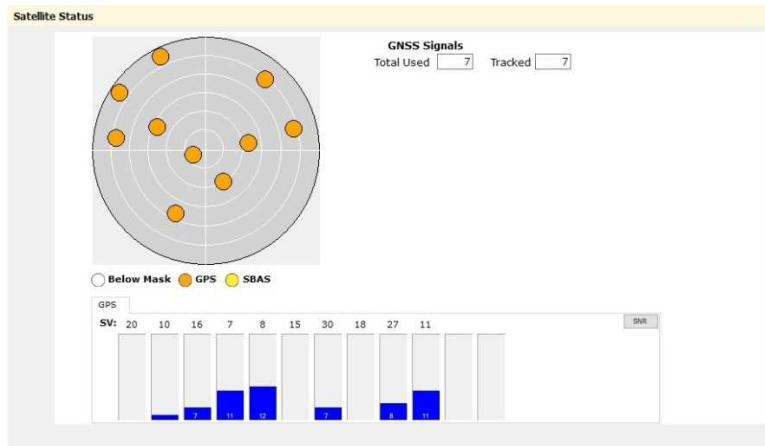 Satellite Status
GNSS Signals
Total Used 7 Tracked 7
Below Mask GPS SBAS
GPS
SV: 20 10 16 7 8 15 30 18 27 11
SNR
7 11 12 7 8 11